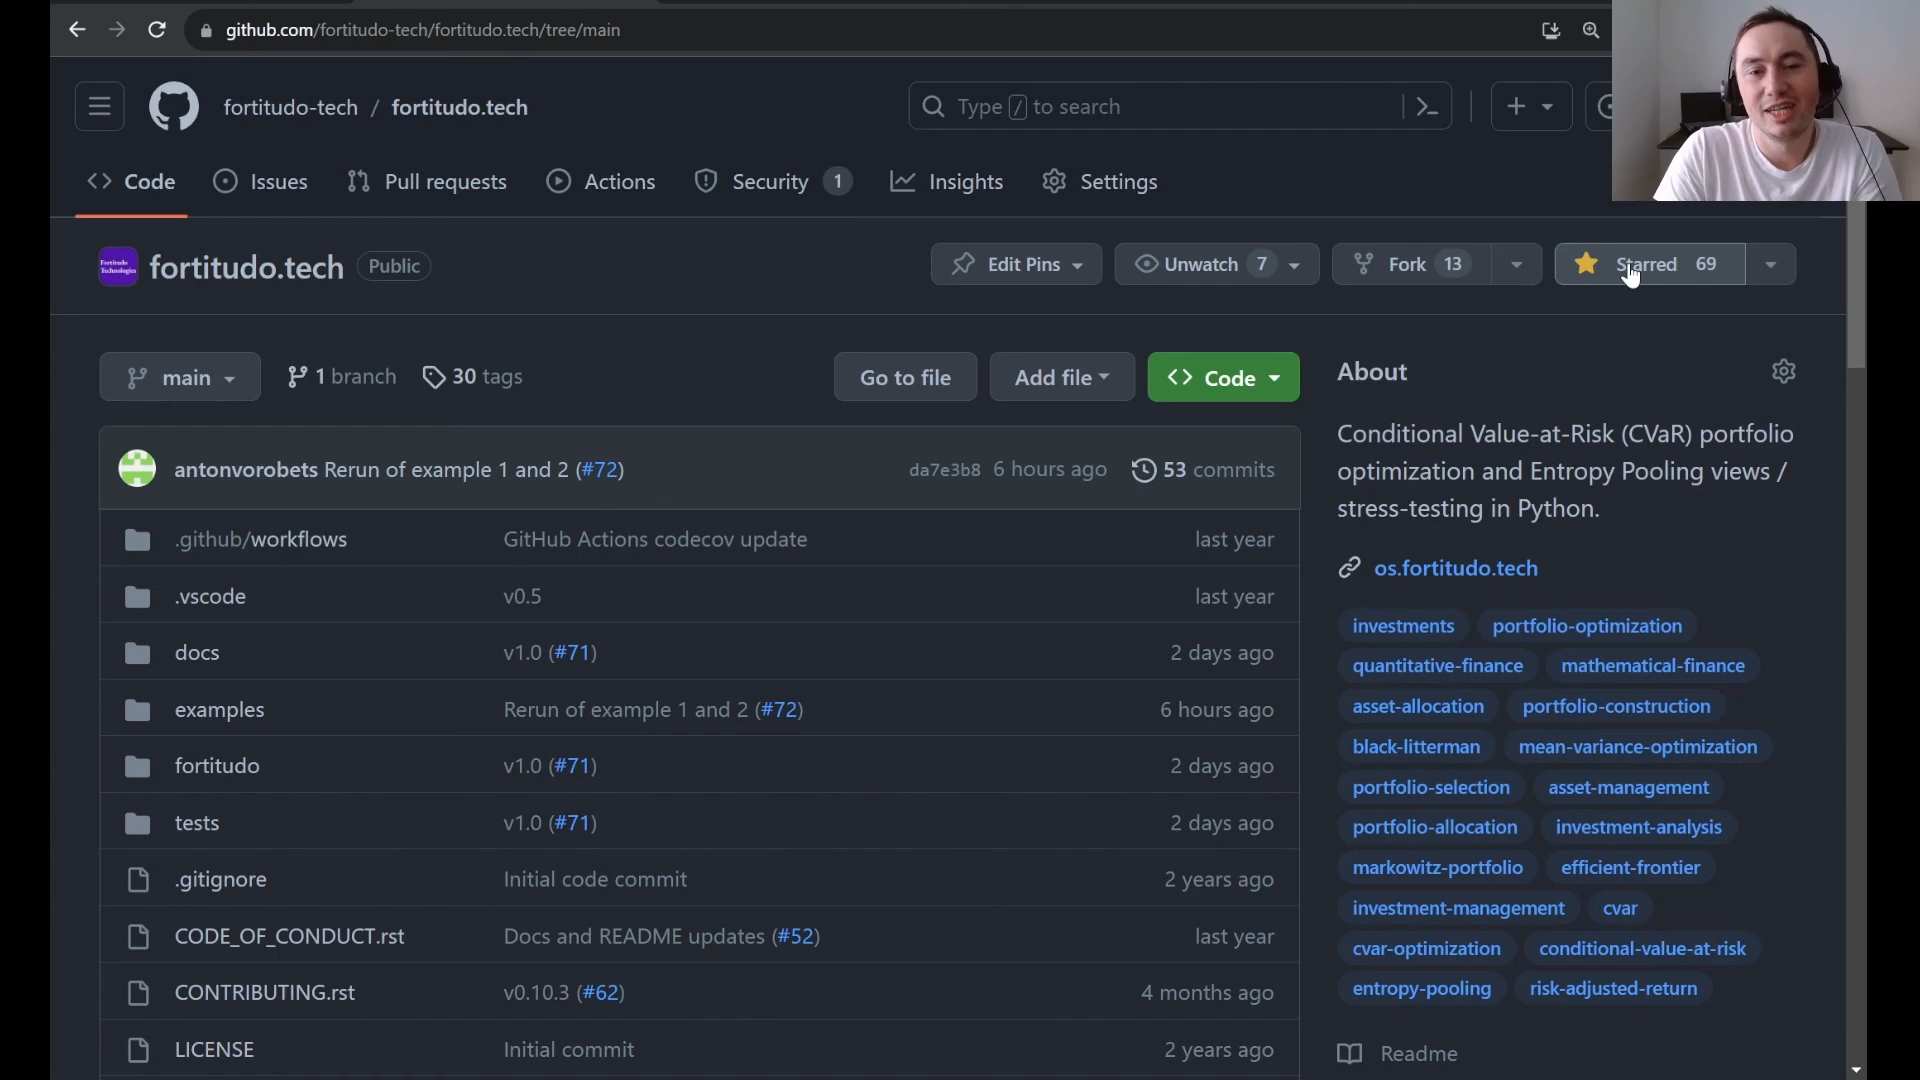 github.com/fortitudo-tech/fortitudo.tech/tree/main
fortitudo-tech / fortitudo.tech
Type / to search
Code
Issues
Pull requests
Actions
Security 1
Insights
Settings
Fortitudo
Technologies
fortitudo.tech Public
Edit Pins
Unwatch 7
Fork 13
Starred 69
main
1 branch
30 tags
Go to file
Add file
Code
antonvorobets Rerun of example 1 and 2 (#72) da7e3b8 6 hours ago 53 commits
.github/workflows GitHub Actions codecov update last year
.vscode v0.5 last year
docs v1.0 (#71) 2 days ago
examples Rerun of example 1 and 2 (#72) 6 hours ago
fortitudo v1.0 (#71) 2 days ago
tests v1.0 (#71) 2 days ago
.gitignore Initial code commit 2 years ago
CODE_OF_CONDUCT.rst Docs and README updates (#52) last year
CONTRIBUTING.rst v0.10.3 (#62) 4 months ago
LICENSE Initial commit 2 years ago
About
Conditional Value-at-Risk (CVaR) portfolio
optimization and Entropy Pooling views /
stress-testing in Python.
os.fortitudo.tech
investments portfolio-optimization
quantitative-finance mathematical-finance
asset-allocation portfolio-construction
black-litterman mean-variance-optimization
portfolio-selection asset-management
portfolio-allocation investment-analysis
markowitz-portfolio efficient-frontier
investment-management cvar
cvar-optimization conditional-value-at-risk
entropy-pooling risk-adjusted-return
Readme